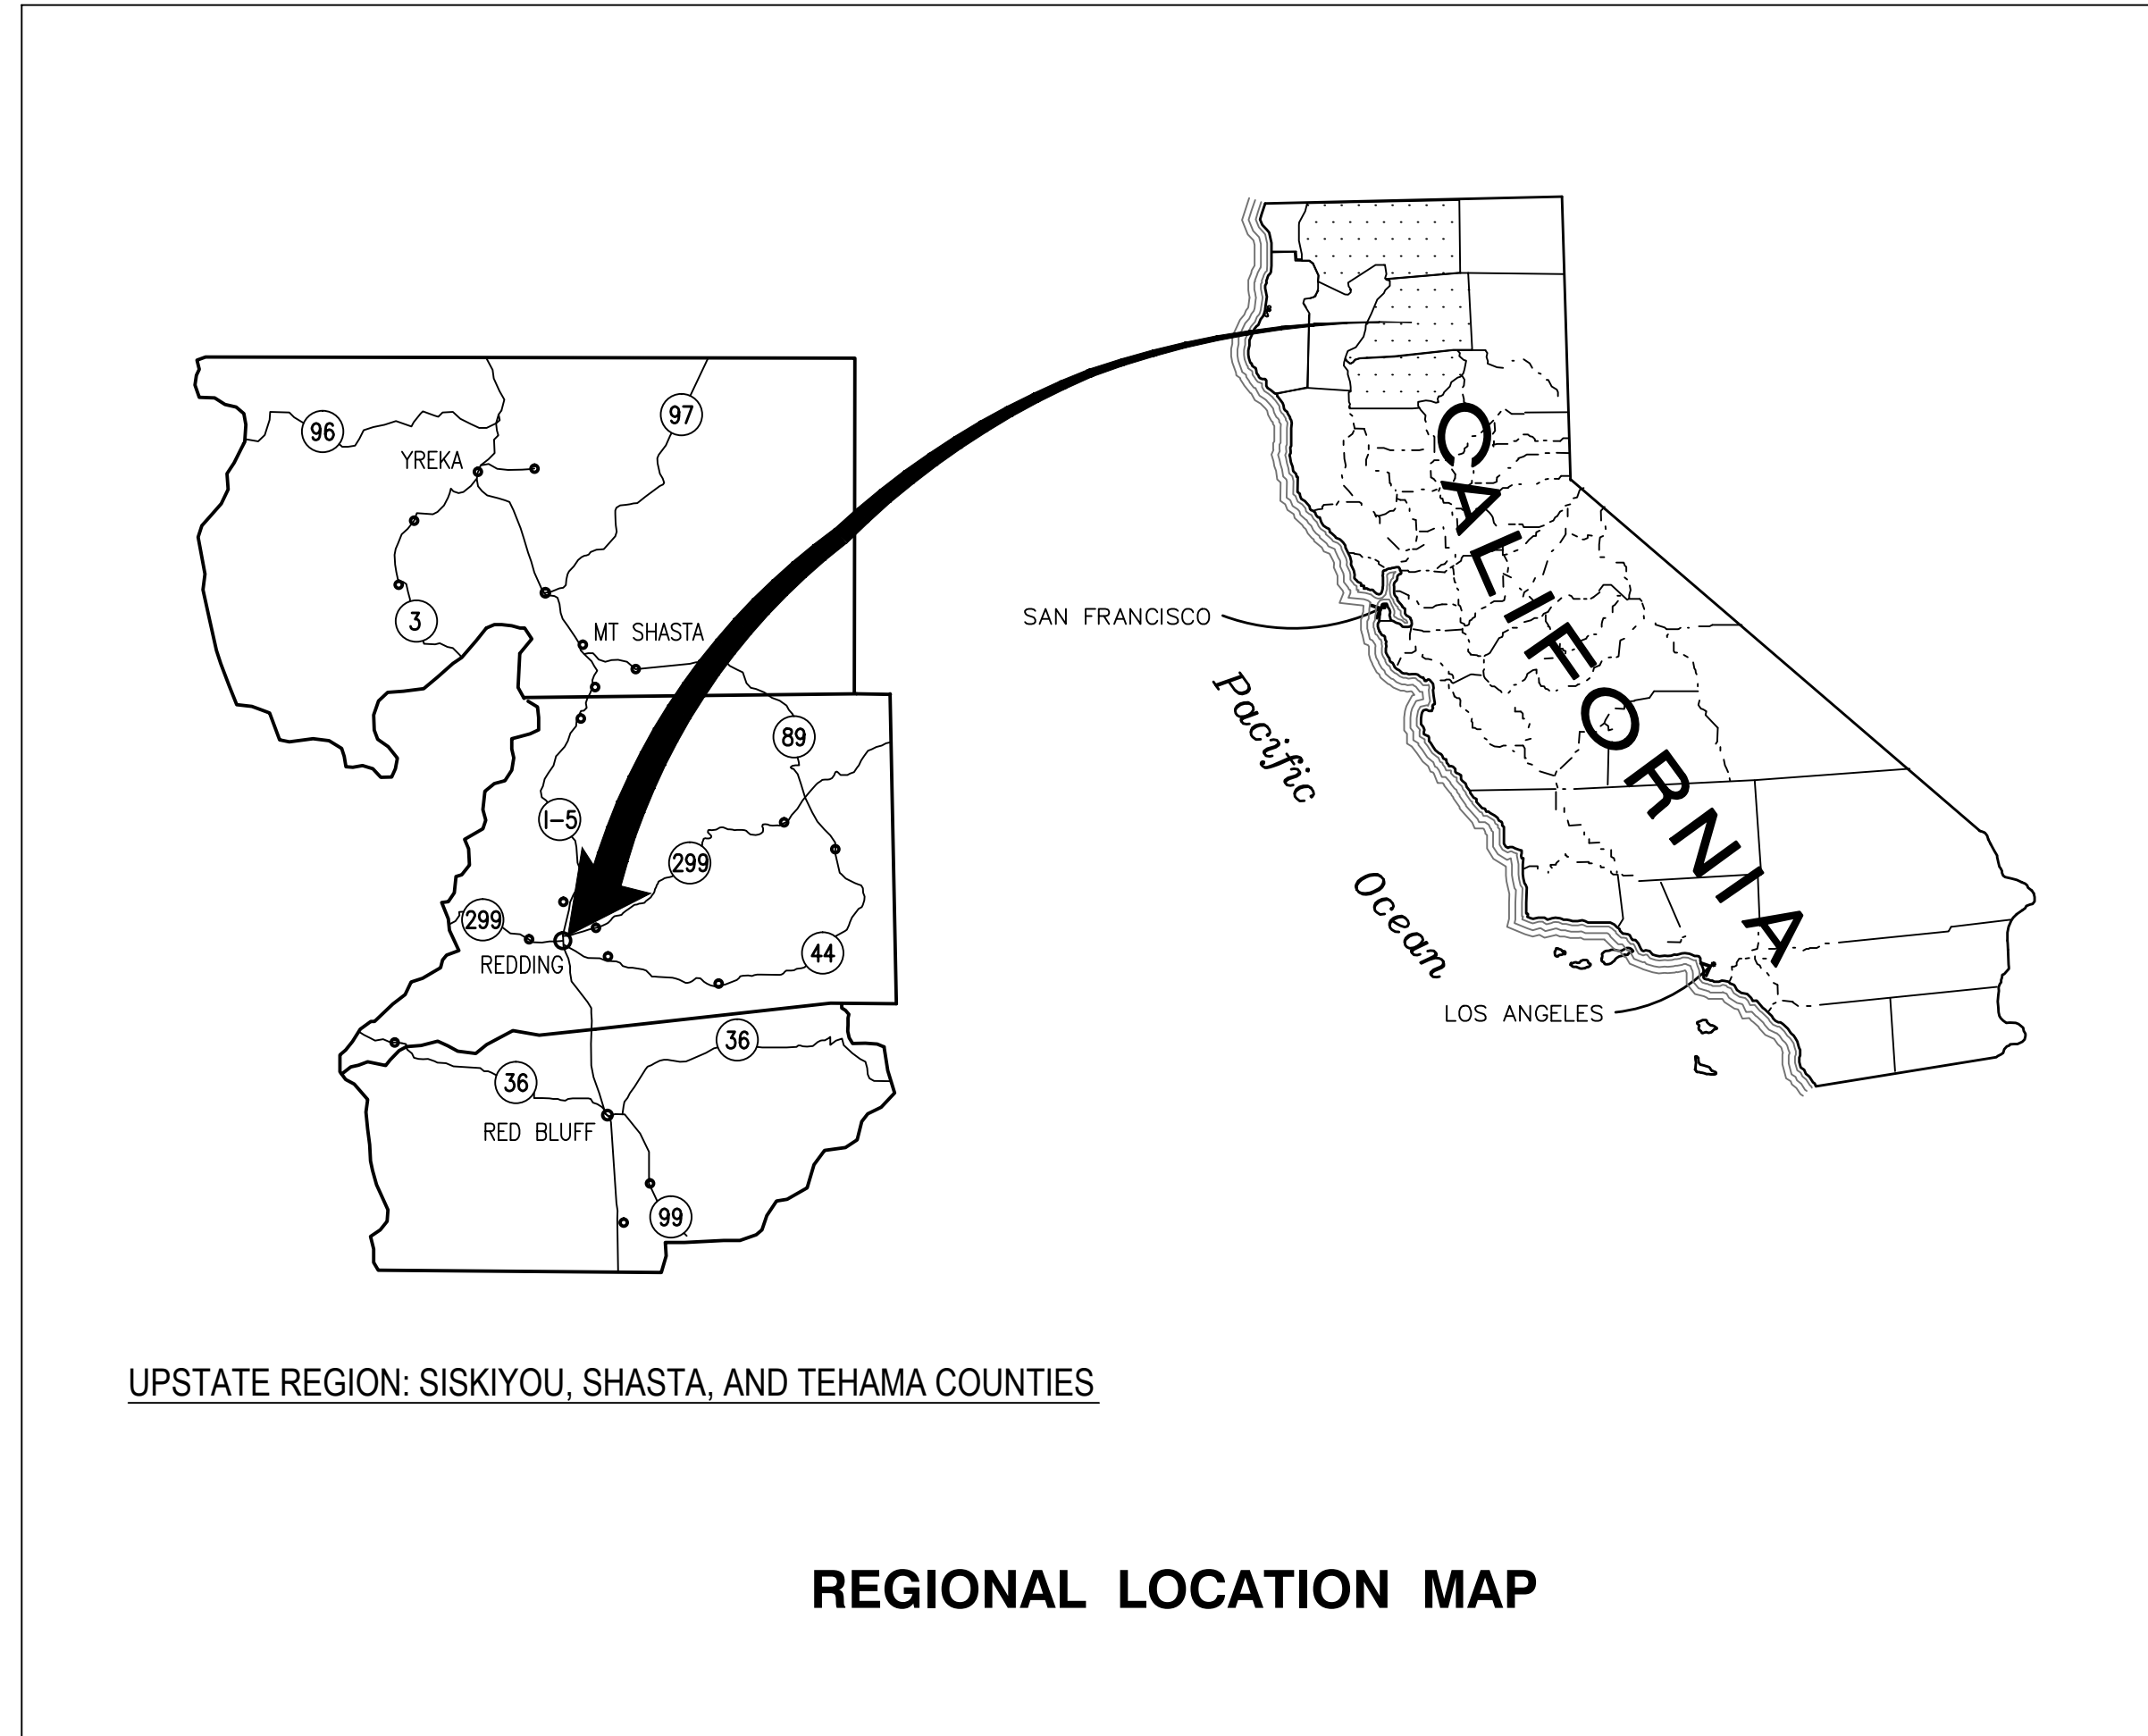 97
96
YREKA
3
MT SHASTA
SAN FRANCISCO
CALIFORNIA
Pacific
Ocean
89
I-5
299
299
44
REDDING
LOS ANGELES
36
36
RED BLUFF
99
UPSTATE REGION: SISKIYOU, SHASTA, AND TEHAMA COUNTIES
REGIONAL LOCATION MAP